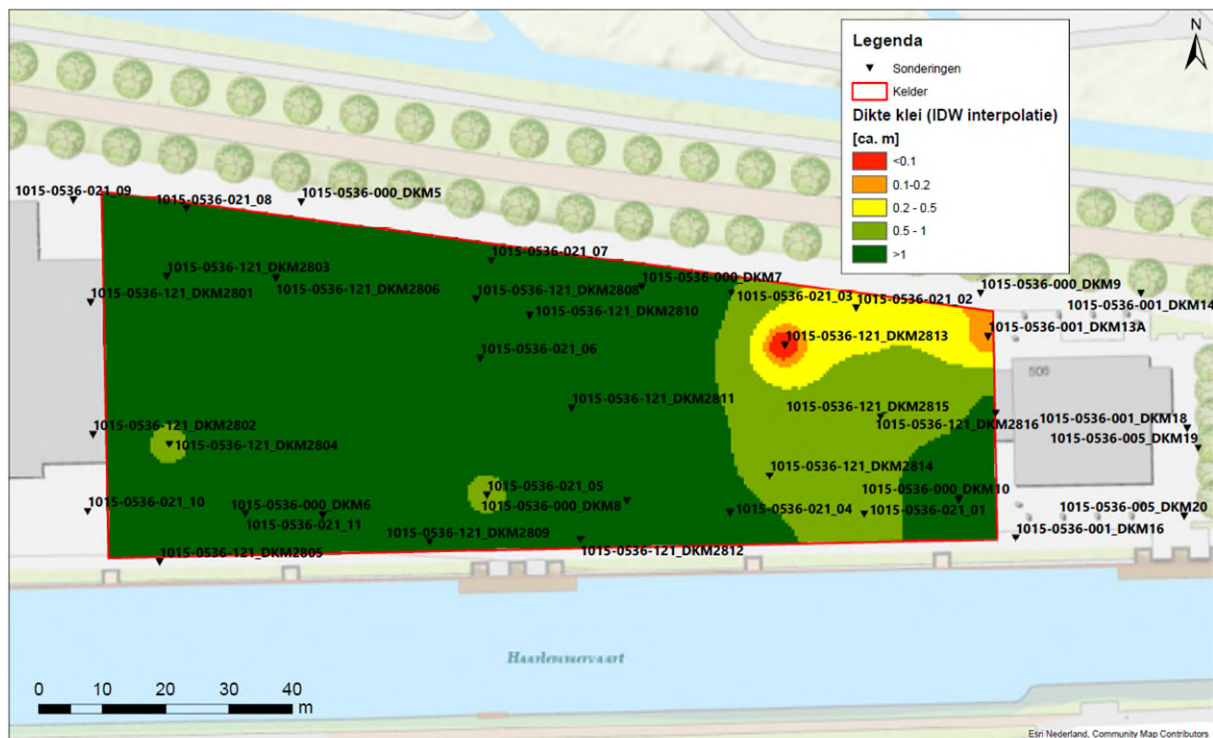 Legenda
Sonderingen
Kelder
Dikte klei (IDW interpolatie)
[ca. m]
<0.1
0.1-0.2
0.2 - 0.5
0.5 - 1
>1
N
1015-0536-021_09
1015-0536-021_08
1015-0536-000_DKM5
1015-0536-021_07
1015-0536-121_DKM2803
1015-0536-121_DKM2806
1015-0536-121_DKM2801
1015-0536-121_DKM2808
1015-0536-000_DKM7
1015-0536-121_DKM2810
1015-0536-021_03
1015-0536-021_02
1015-0536-000_DKM9
1015-0536-001_DKM14
1015-0536-001_DKM13A
1015-0536-121_DKM2813
1015-0536-021_06
506
1015-0536-121_DKM2811
1015-0536-121_DKM2815
1015-0536-121_DKM2816
1015-0536-001_DKM18
1015-0536-005_DKM19
1015-0536-121_DKM2802
1015-0536-121_DKM2804
1015-0536-121_DKM2814
1015-0536-021_05
1015-0536-000_DKM8
1015-0536-000_DKM10
1015-0536-021_10
1015-0536-000_DKM6
1015-0536-021_11
1015-0536-021_04
1015-0536-021_01
1015-0536-005_DKM20
1015-0536-001_DKM16
1015-0536-121_DKM2809
1015-0536-121_DKM2812
1015-0536-121_DKM2805
Haarlemmervaart
0 10 20 30 40
m
Esri Nederland, Community Map Contributors